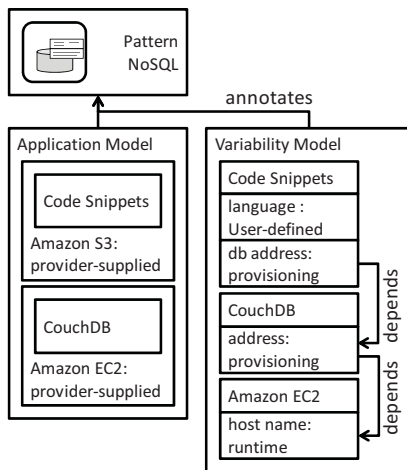 Pattern
NoSQL
annotates
Application Model
Code Snippets
Amazon S3:
provider-supplied
CouchDB
Amazon EC2:
provider-supplied
Variability Model
Code Snippets
language :
User-defined
db address:
provisioning
depends
CouchDB
address:
provisioning
depends
Amazon EC2
host name:
runtime